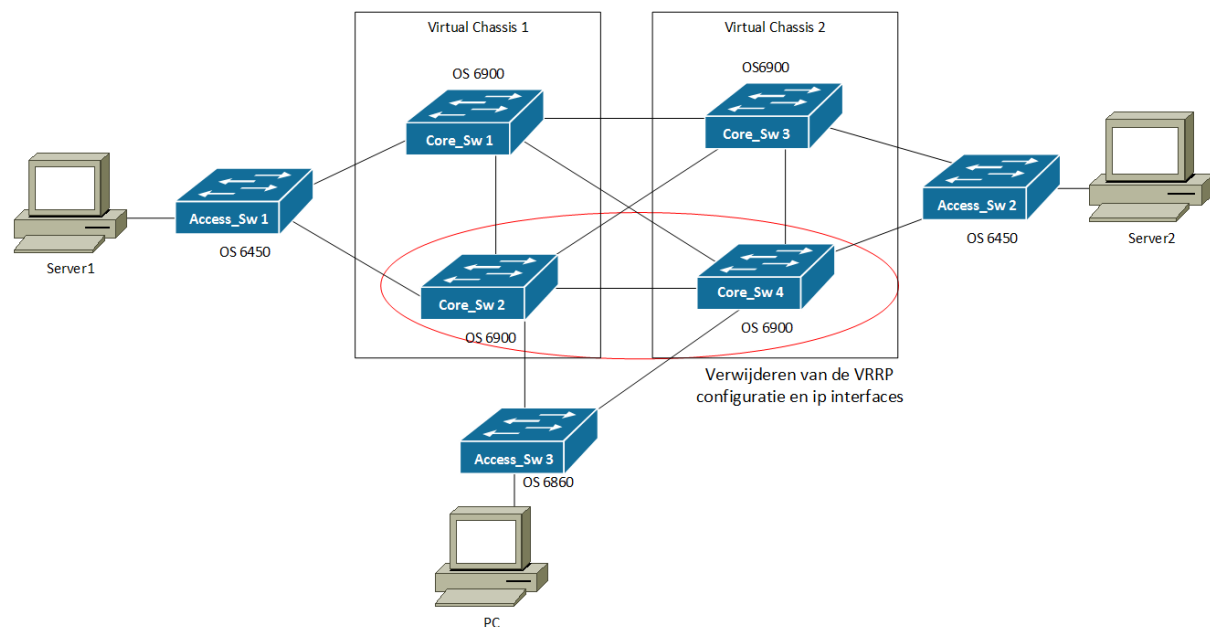 Virtual Chassis 1
Virtual Chassis 2
OS 6900
OS6900
Core_Sw 1
Core_Sw 3
Access_Sw 1
Access_Sw 2
OS 6450
OS 6450
Server1
Server2
Core_Sw 2
Core_Sw 4
OS 6900
OS 6900
Verwijderen van de VRRP
configuratie en ip interfaces
Access_Sw 3
OS 6860
PC